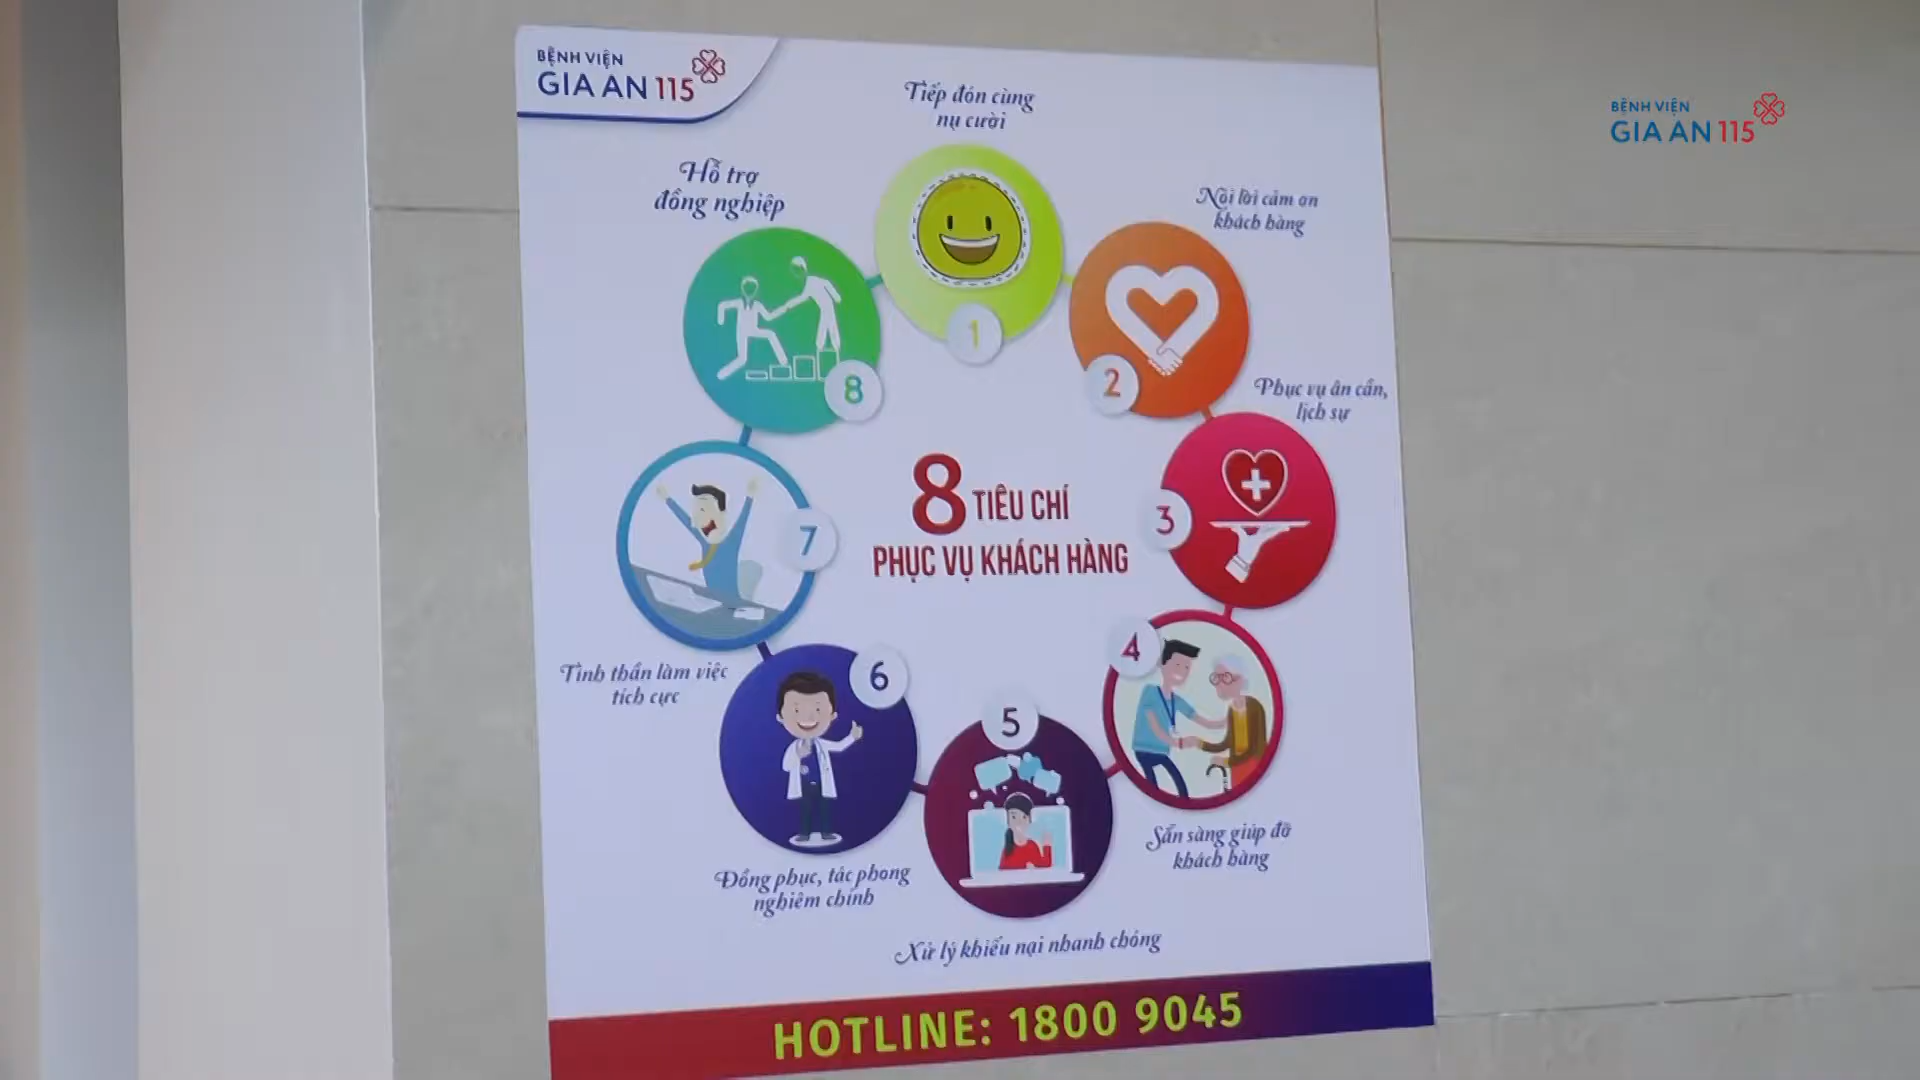 BỆNH VIỆN
GIA AN 115
BỆNH VIỆN
GIA AN 115
Tiếp đón cùng
nụ cười
1
Nói lời cảm ơn
khách hàng
2
Phục vụ ân cần,
lịch sự
3
4
Sẵn sàng giúp đỡ
khách hàng
5
Xử lý khiếu nại nhanh chóng
6
Đồng phục, tác phong
nghiêm chỉnh
7
Tinh thần làm việc
tích cực
Hỗ trợ
đồng nghiệp
8
8 TIÊU CHÍ
PHỤC VỤ KHÁCH HÀNG
HOTLINE: 1800 9045